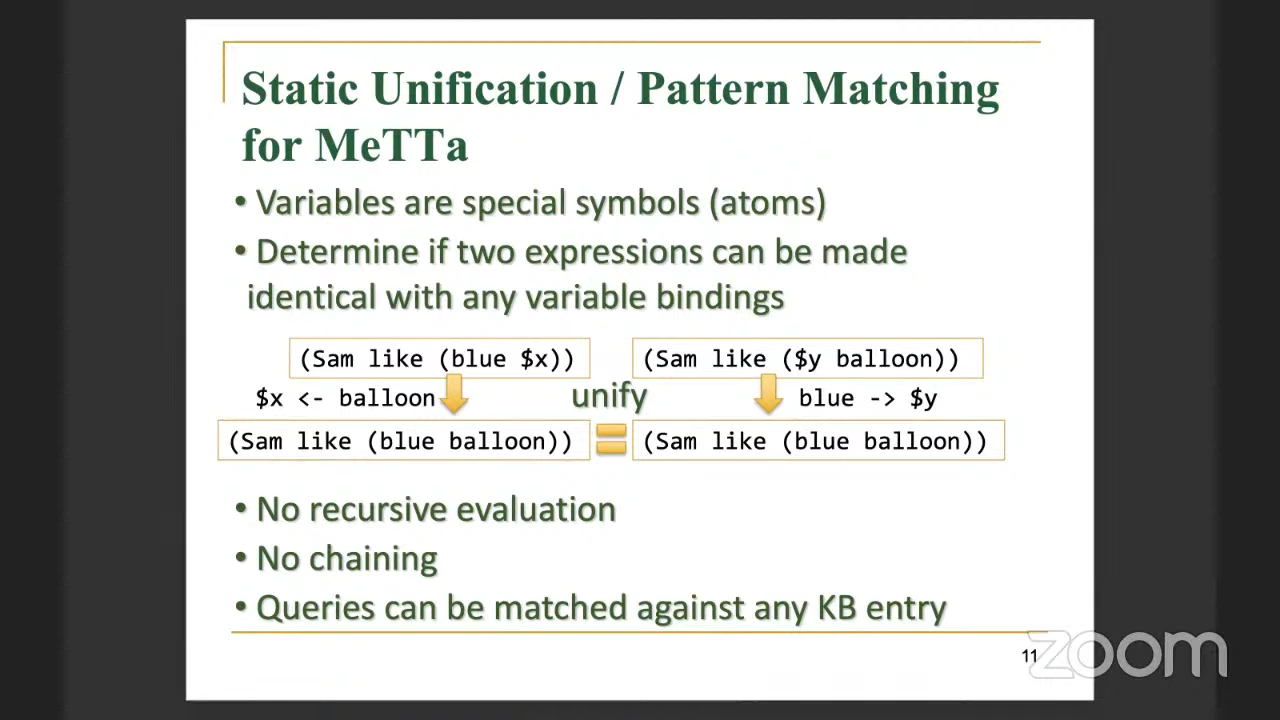 Static Unification / Pattern Matching
for MeTTa
• Variables are special symbols (atoms)
• Determine if two expressions can be made
identical with any variable bindings
(Sam like (blue $x)) (Sam like ($y balloon))
$x <- balloon unify blue -> $y
(Sam like (blue balloon)) = (Sam like (blue balloon))
• No recursive evaluation
• No chaining
• Queries can be matched against any KB entry
11
zoom